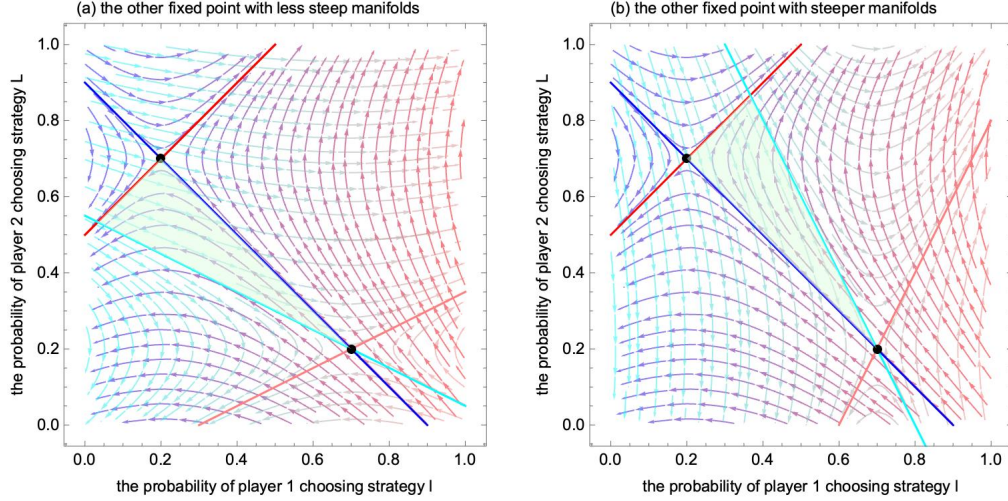 (a) the other fixed point with less steep manifolds
(b) the other fixed point with steeper manifolds
the probability of player 2 choosing strategy L
1.0
0.8
0.6
0.4
0.2
0.0
0.0 0.2 0.4 0.6 0.8 1.0
the probability of player 1 choosing strategy l
the probability of player 2 choosing strategy L
1.0
0.8
0.6
0.4
0.2
0.0
0.0 0.2 0.4 0.6 0.8 1.0
the probability of player 1 choosing strategy l